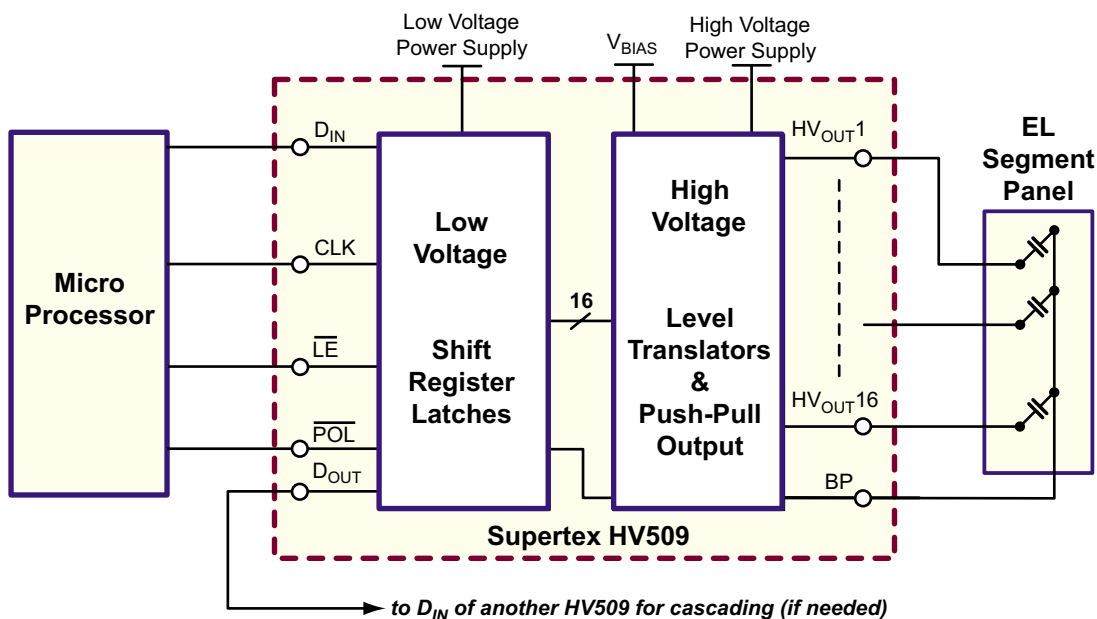 Low Voltage
Power Supply
VBIAS
High Voltage
Power Supply
Micro
Processor
DIN
CLK
LE
POL
DOUT
Low
Voltage
Shift
Register
Latches
16
High
Voltage
Level
Translators
&
Push-Pull
Output
HVOUT1
HVOUT16
BP
EL
Segment
Panel
Supertex HV509
to DIN of another HV509 for cascading (if needed)